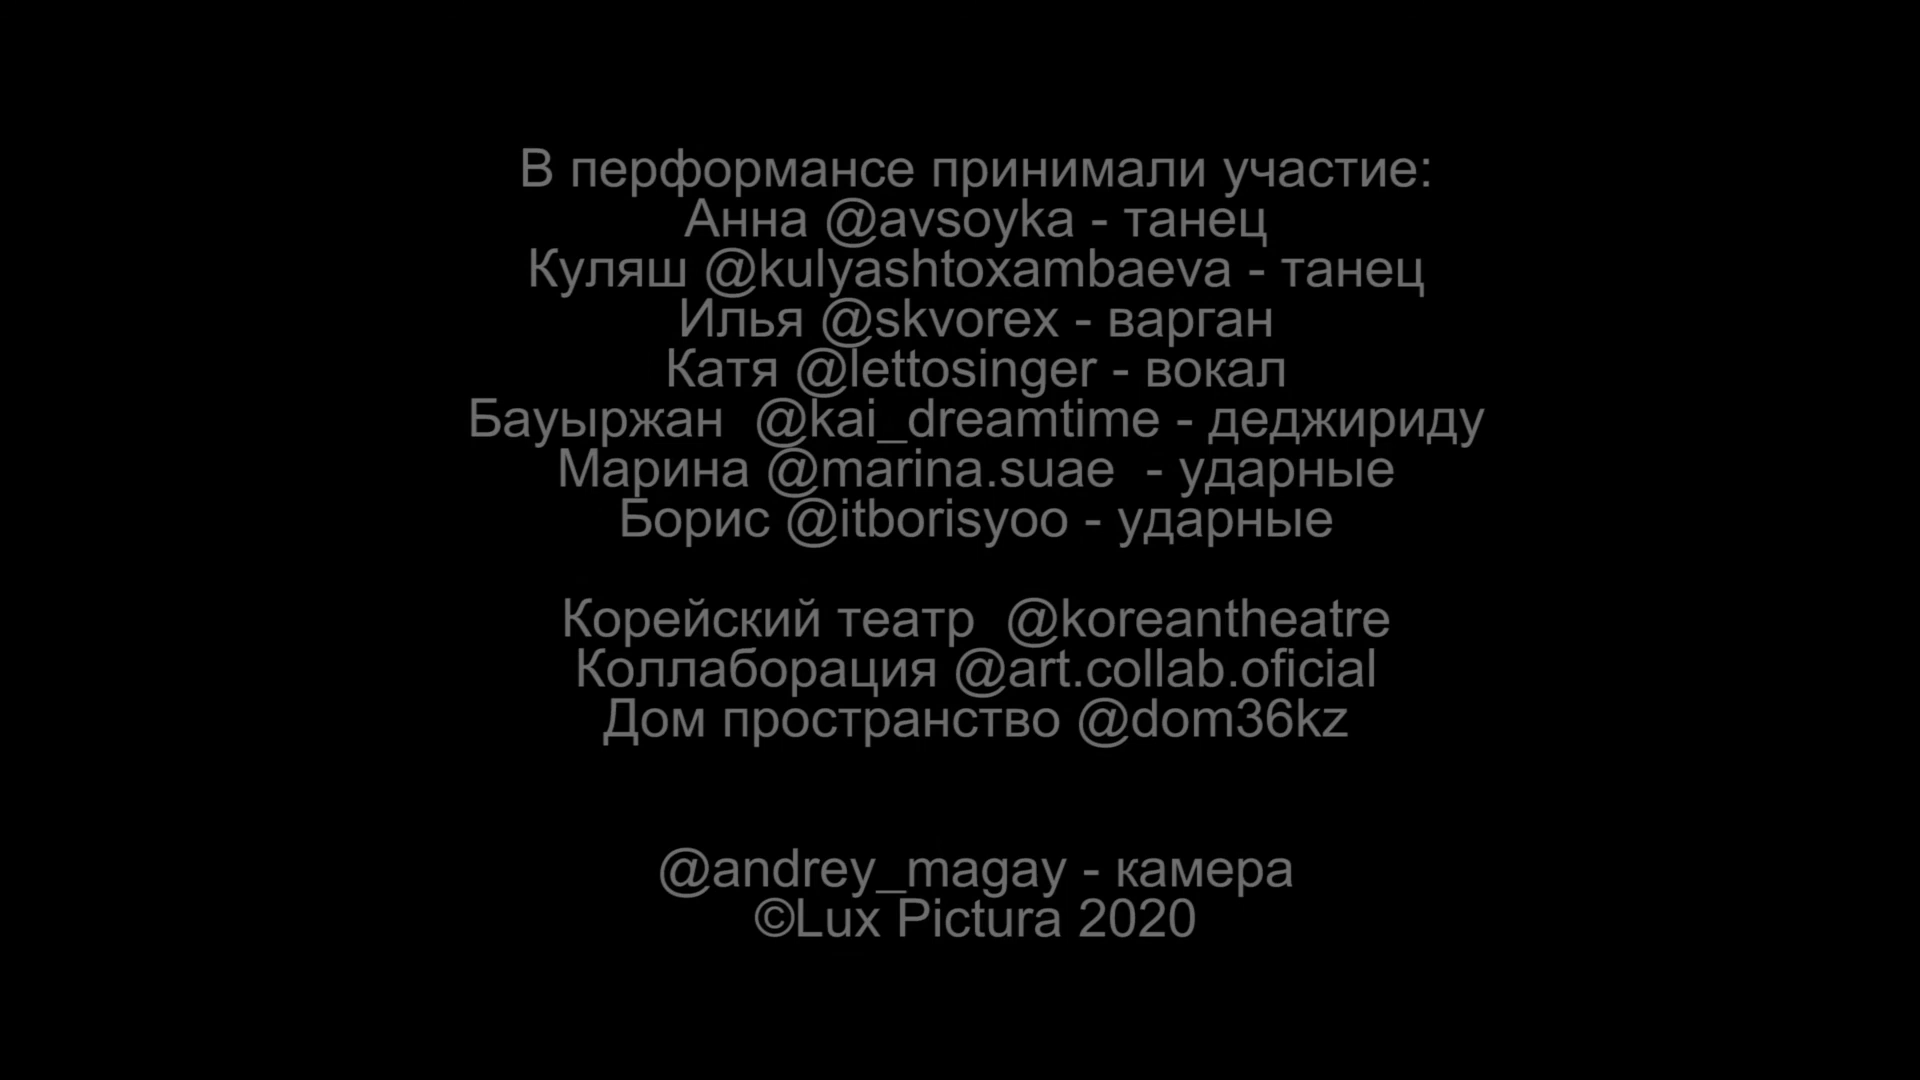 В перформансе принимали участие:
Анна @avsoyka - танец
Куляш @kulyashtoxambaeva - танец
Илья @skvorex - варган
Катя @lettosinger - вокал
Бауыржан  @kai_dreamtime - деджириду
Марина @marina.suae  - ударные
Борис @itborisyoo - ударные
Корейский театр  @koreantheatre
Коллаборация @art.collab.oficial
Дом пространство @dom36kz
@andrey_magay - камера
©Lux Pictura 2020